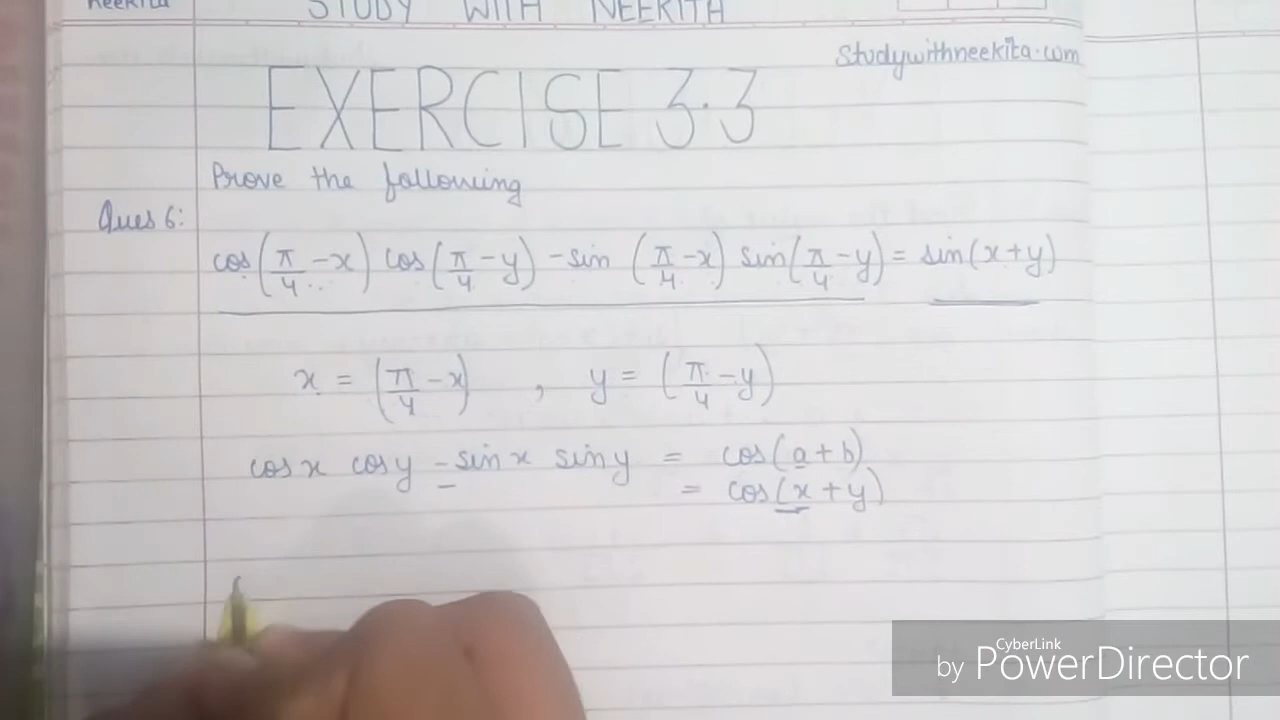 Neekita
STUDY WITH NEEKITA
Studywithneekita.com
EXERCISE 3.3
Prove the following
Ques 6:
cos(π/4 - x) cos(π/4 - y) - sin (π/4 - x) sin(π/4 - y) = sin(x + y)
x = (π/4 - x) , y = (π/4 - y)
cos x cos y - sin x sin y = cos(a + b)
= cos(x + y)
CyberLink
by PowerDirector